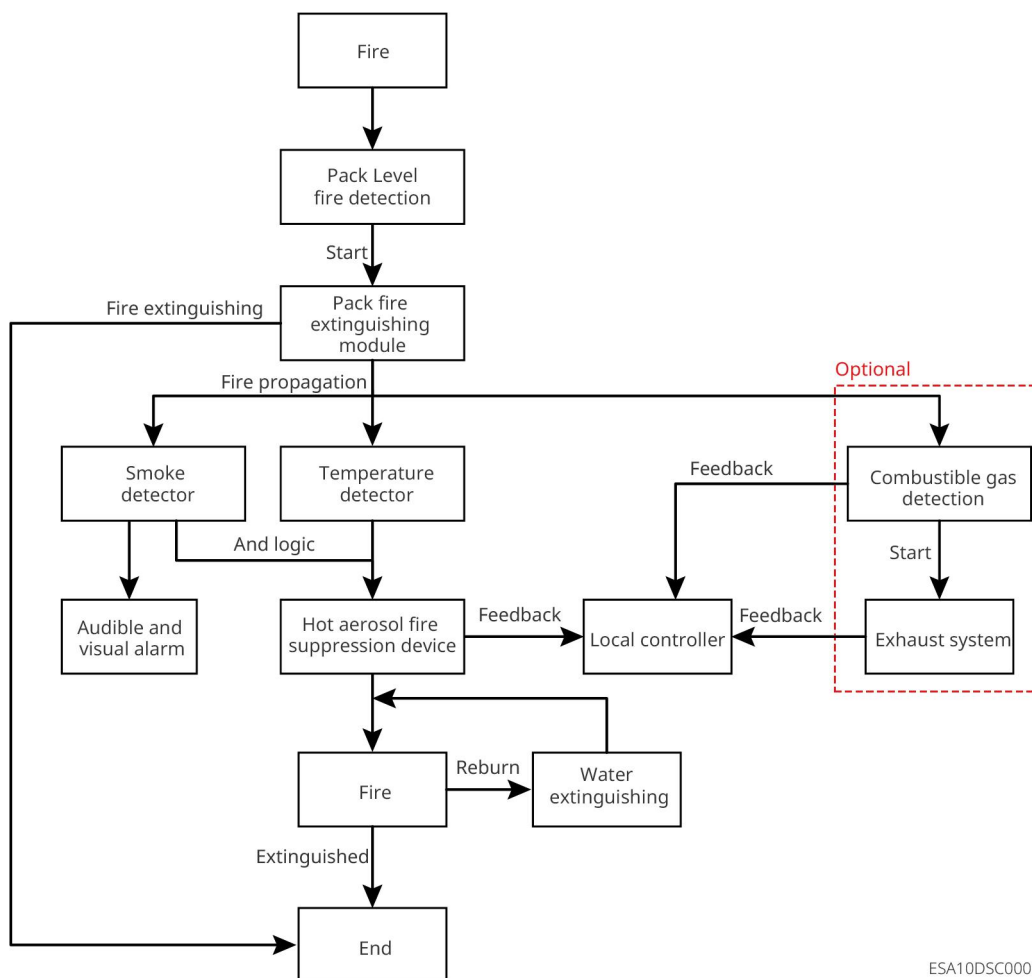 Fire
Pack Level
fire detection
Start
Fire extinguishing
Pack fire
extinguishing
module
Fire propagation
Optional
Smoke
detector
Temperature
detector
Feedback
Combustible gas
detection
And logic
Start
Audible and
visual alarm
Hot aerosol fire
suppression device
Feedback
Local controller
Feedback
Exhaust system
Fire
Reburn
Water
extinguishing
Extinguished
End
ESA10DSC000